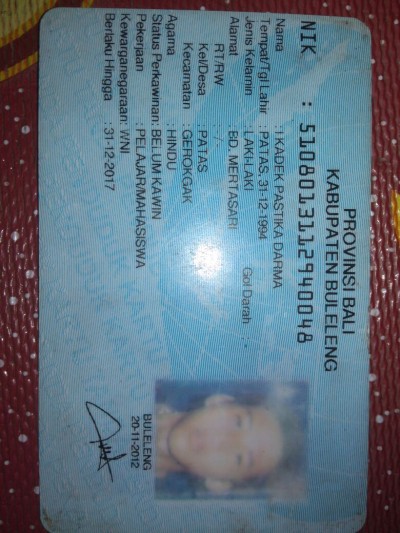 PROVINSI BALI
KABUPATEN BULELENG
NIK : 5108013112940048
Nama : KADEK PASTIKA DARMA
Tempat/Tgl Lahir : PATAS, 31-12-1994
Jenis Kelamin : LAKI-LAKI Gol Darah : -
Alamat : BD. MERTASARI
RT/RW : -/-
Kel/Desa : PATAS
Kecamatan : GEROKGAK
Agama : HINDU
Status Perkawinan: BELUM KAWIN
Pekerjaan : PELAJAR/MAHASISWA
Kewarganegaraan: WNI
Berlaku Hingga : 31-12-2017
BULELENG
20-11-2012